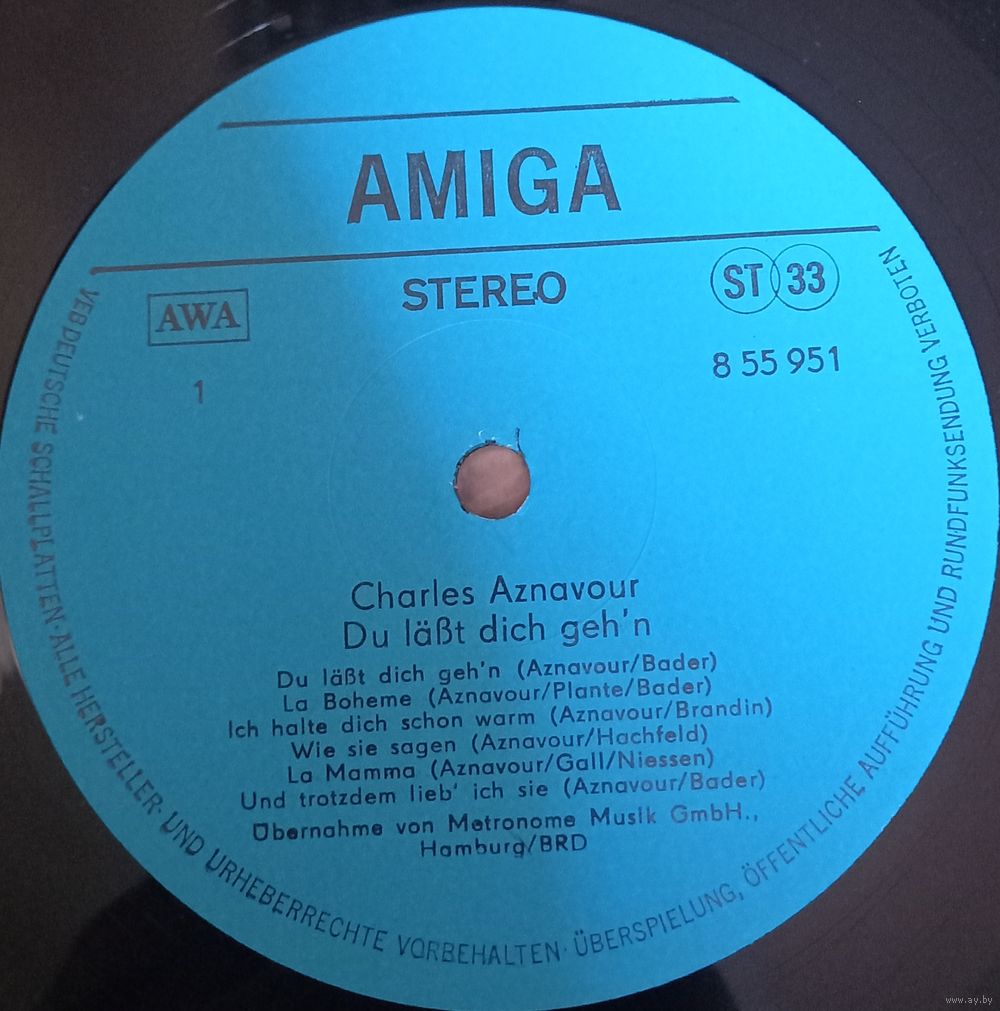 AMIGA
STEREO
AWA
ST 33
1
8 55 951
Charles Aznavour
Du läßt dich geh'n
Du läßt dich geh'n (Aznavour/Bader)
La Boheme (Aznavour/Plante/Bader)
Ich halte dich schon warm (Aznavour/Brandin)
Wie sie sagen (Aznavour/Hachfeld)
La Mamma (Aznavour/Gall/Niessen)
Und trotzdem lieb' ich sie (Aznavour/Bader)
Übernahme von Metronome Musik GmbH.,
Hamburg/BRD
VEB DEUTSCHE SCHALLPLATTEN · ALLE HERSTELLER- UND URHEBERRECHTE VORBEHALTEN · ÜBERSPIELUNG, ÖFFENTLICHE AUFFÜHRUNG UND RUNDFUNKSENDUNG VERBOTEN
www.ay.by